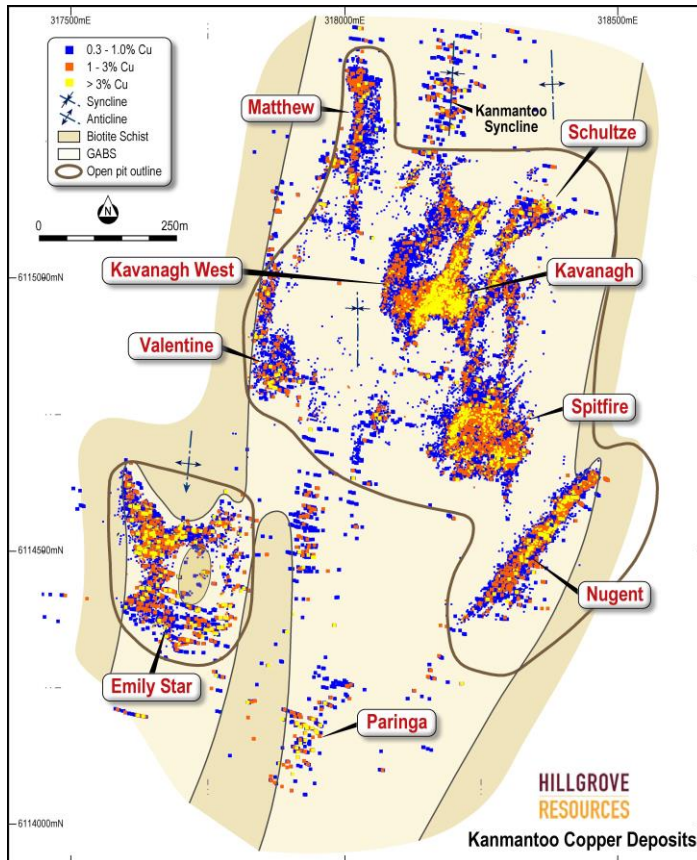 317500mE
318000mE
318500mE
0.3 - 1.0% Cu
1 - 3% Cu
> 3% Cu
Syncline
Anticline
Biotite Schist
GABS
Open pit outline
N
0
250m
Matthew
Kanmantoo
Syncline
Schultze
6115000mN
Kavanagh West
Kavanagh
Valentine
Spitfire
6114500mN
Nugent
Emily Star
Paringa
HILLGROVE
RESOURCES
6114000mN
Kanmantoo Copper Deposits